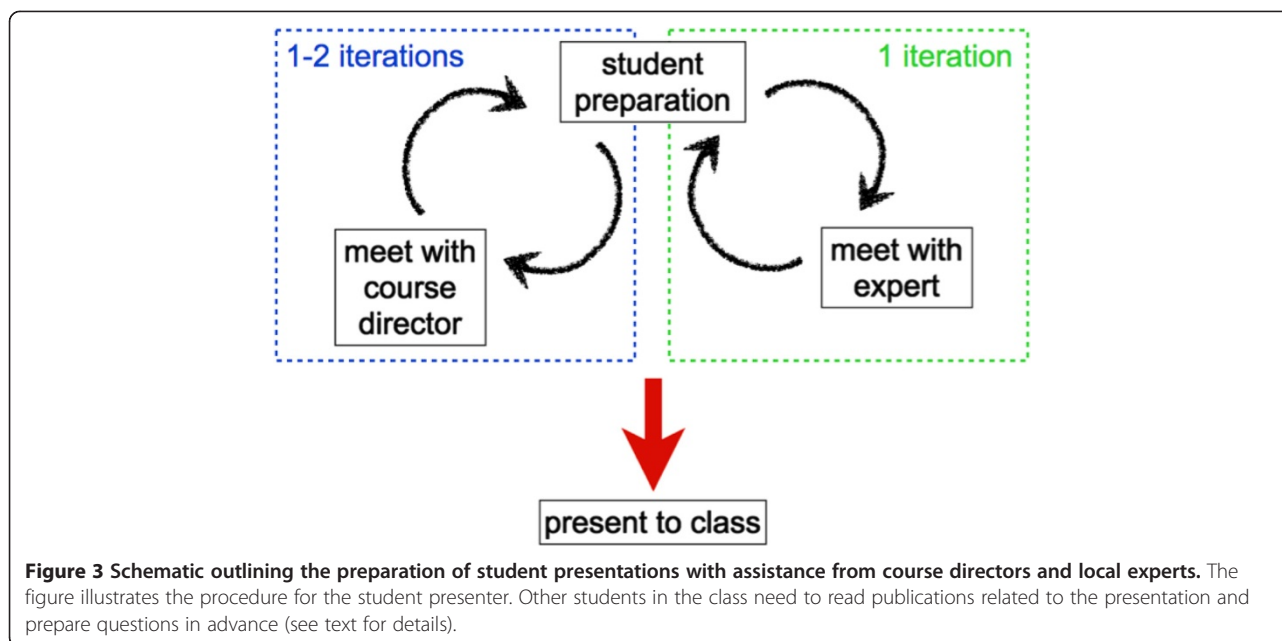 1-2 iterations
student
preparation
1 iteration
meet with
course
director
meet with
expert
present to class
Figure 3 Schematic outlining the preparation of student presentations with assistance from course directors and local experts. The
figure illustrates the procedure for the student presenter. Other students in the class need to read publications related to the presentation and
prepare questions in advance (see text for details).